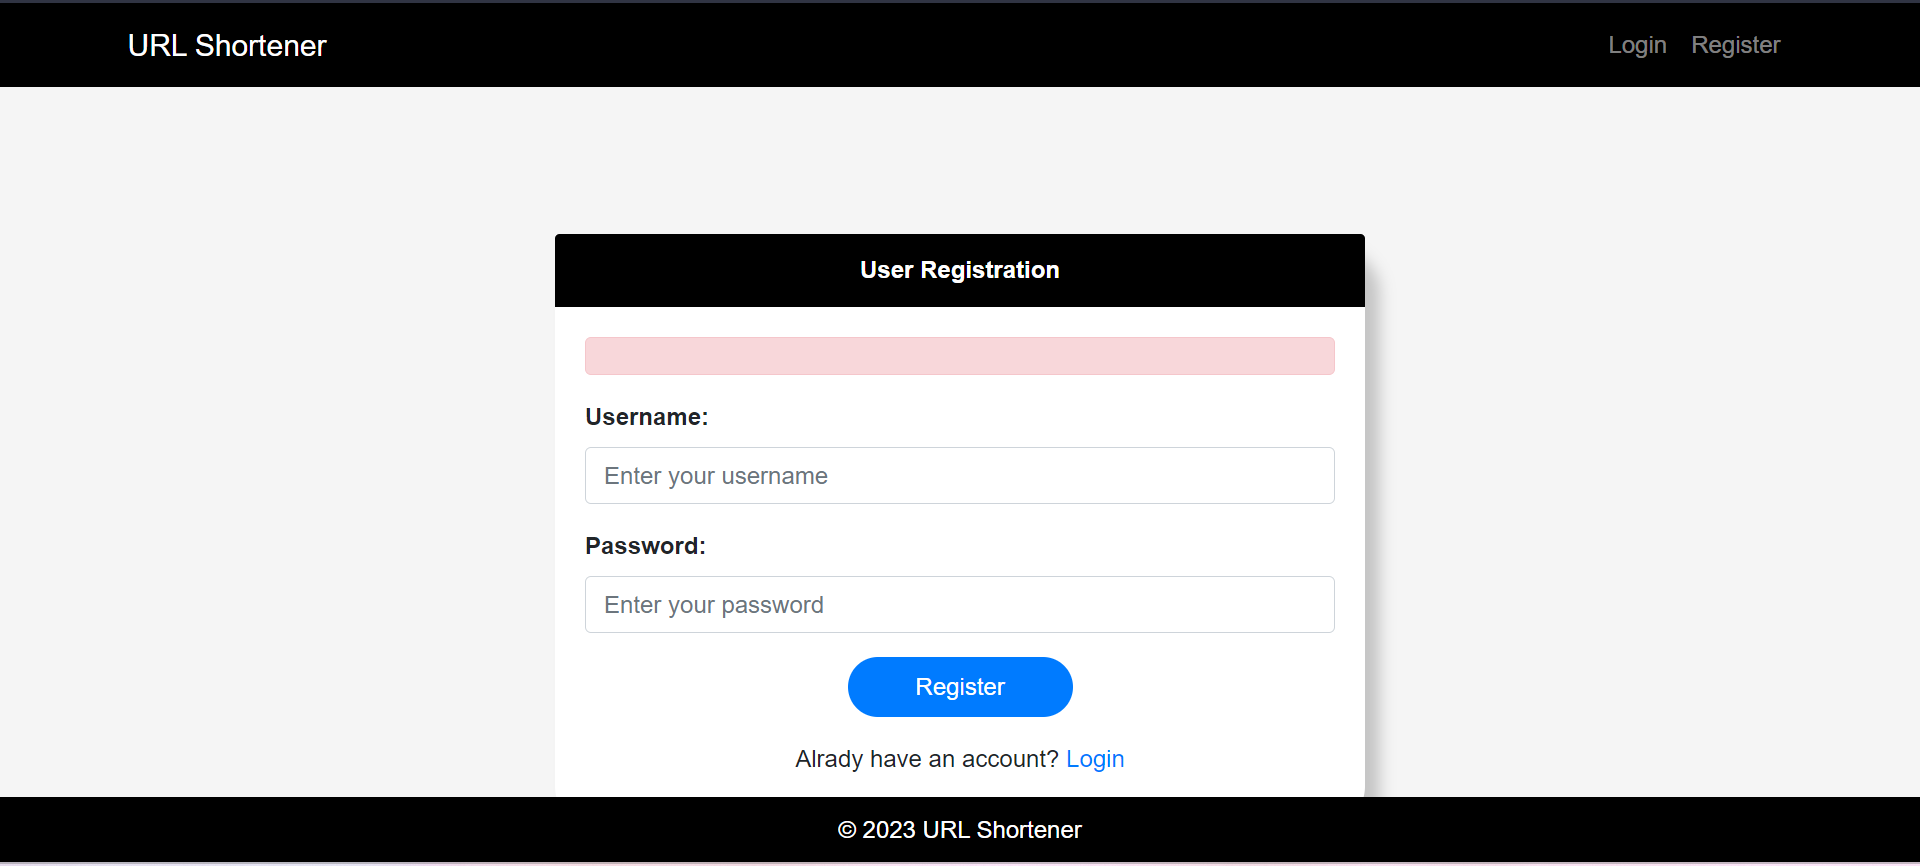 URL Shortener
Login Register
User Registration
Username:
Enter your username
Password:
Enter your password
Register
Alrady have an account? Login
© 2023 URL Shortener